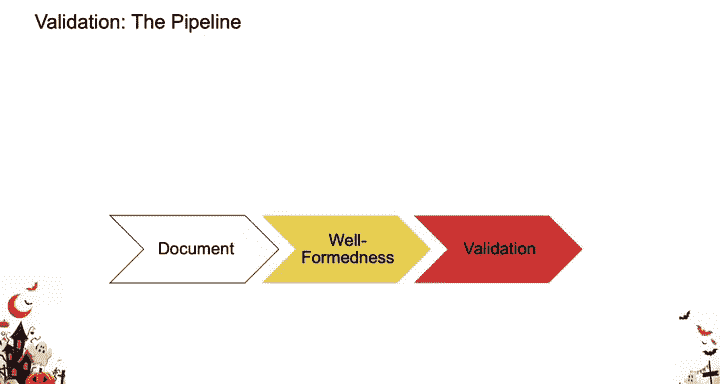 Validation: The Pipeline
Document
Well-
Formedness
Validation